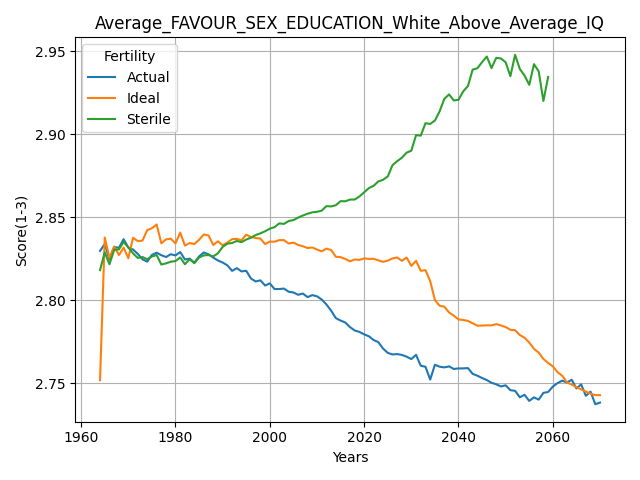 Average_FAVOUR_SEX_EDUCATION_White_Above_Average_IQ
Fertility
Actual
Ideal
Sterile
Score(1-3)
2.95
2.90
2.85
2.80
2.75
1960 1980 2000 2020 2040 2060
Years